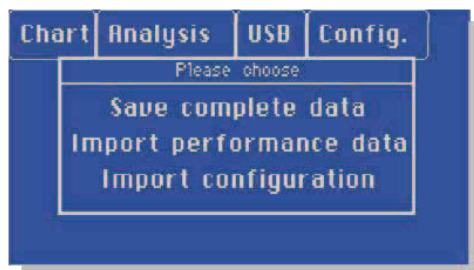 Chart Analysis USB Config.
Please choose
Save complete data
Import performance data
Import configuration